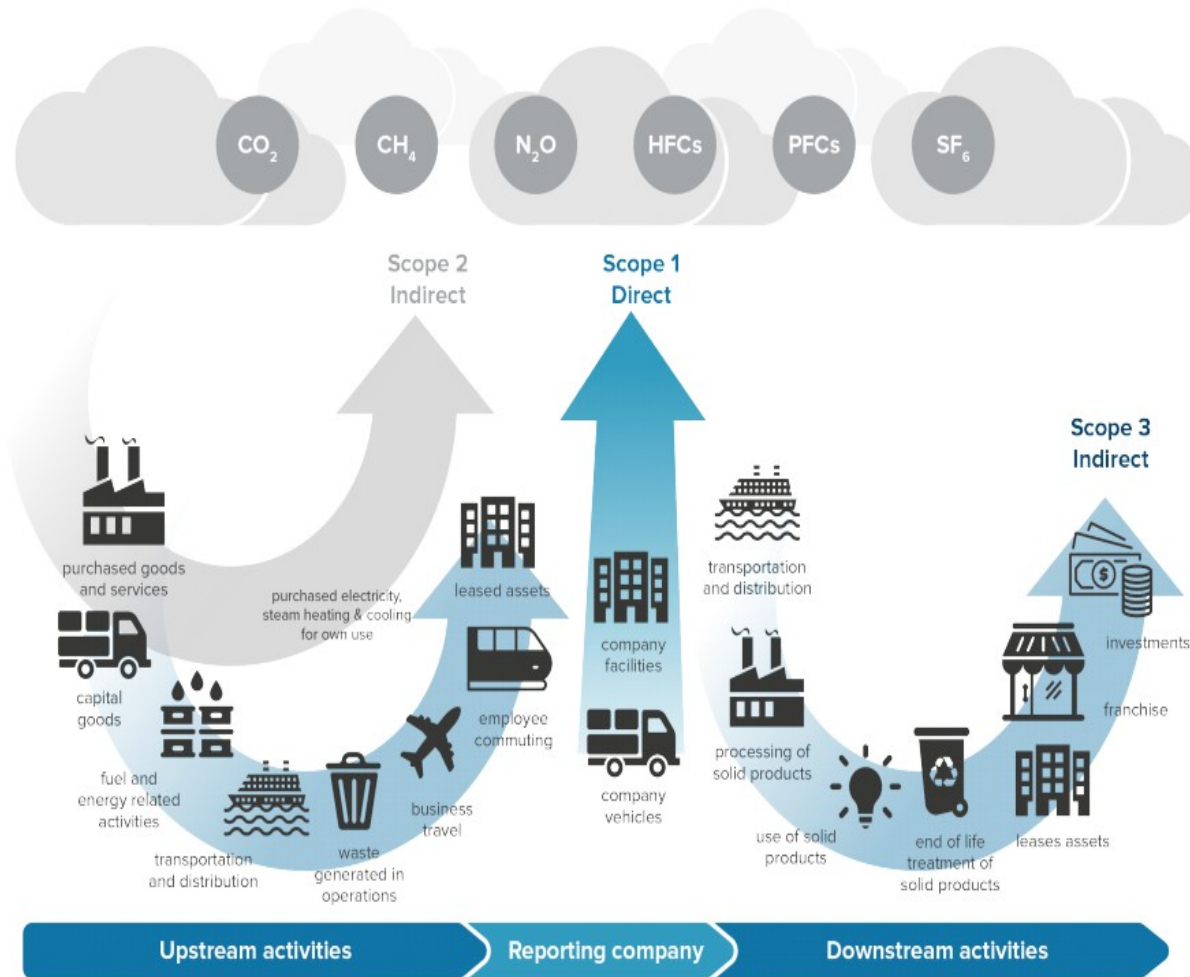 CO₂
CH₄
N₂O
HFCs
PFCs
SF₆
Scope 2
Indirect
Scope 1
Direct
Scope 3
Indirect
purchased goods
and services
capital
goods
fuel and
energy related
activities
transportation
and distribution
waste
generated in
operations
business
travel
employee
commuting
leased assets
purchased electricity,
steam heating & cooling
for own use
company
facilities
company
vehicles
transportation
and distribution
processing of
solid products
use of solid
products
end of life
treatment of
solid products
leases assets
franchise
investments
$
Upstream activities
Reporting company
Downstream activities